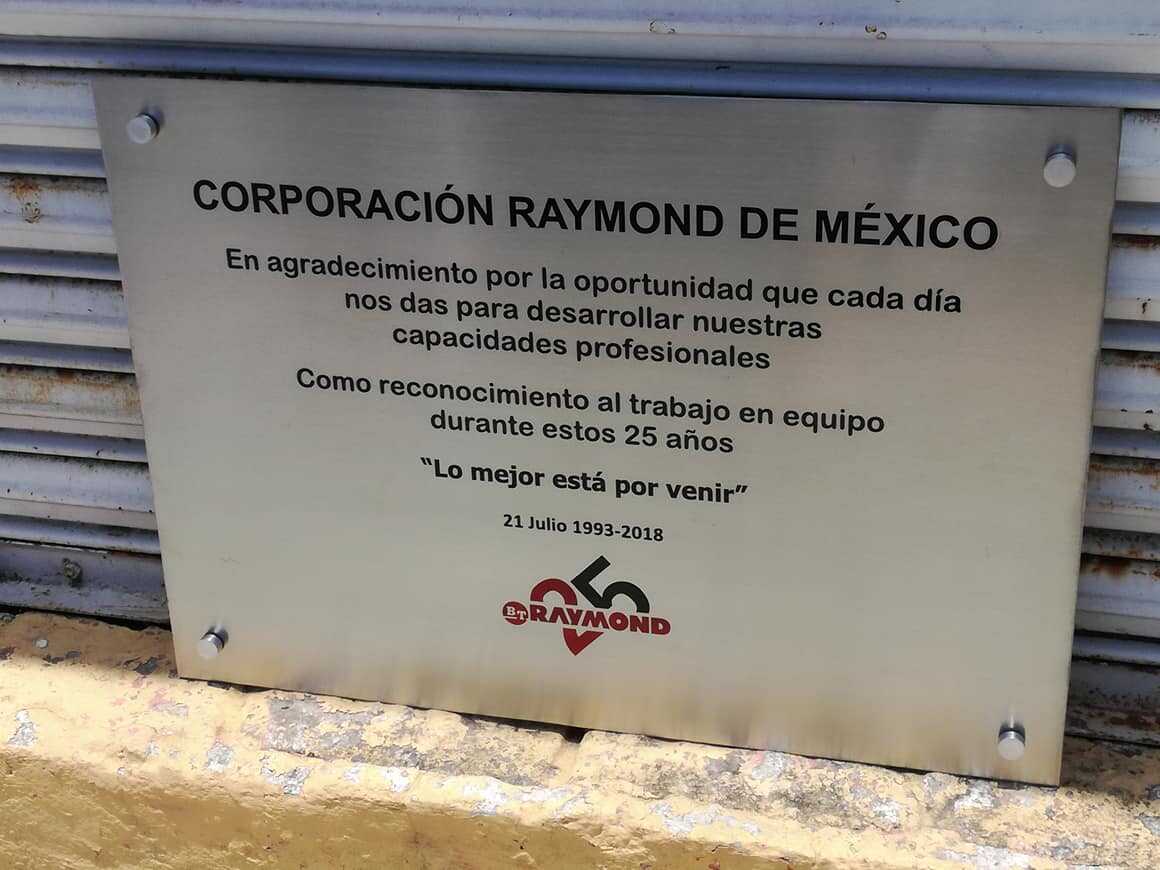 CORPORACIÓN RAYMOND DE MÉXICO
En agradecimiento por la oportunidad que cada día
nos das para desarrollar nuestras
capacidades profesionales
Como reconocimiento al trabajo en equipo
durante estos 25 años
“Lo mejor está por venir”
21 Julio 1993-2018
25
BT RAYMOND